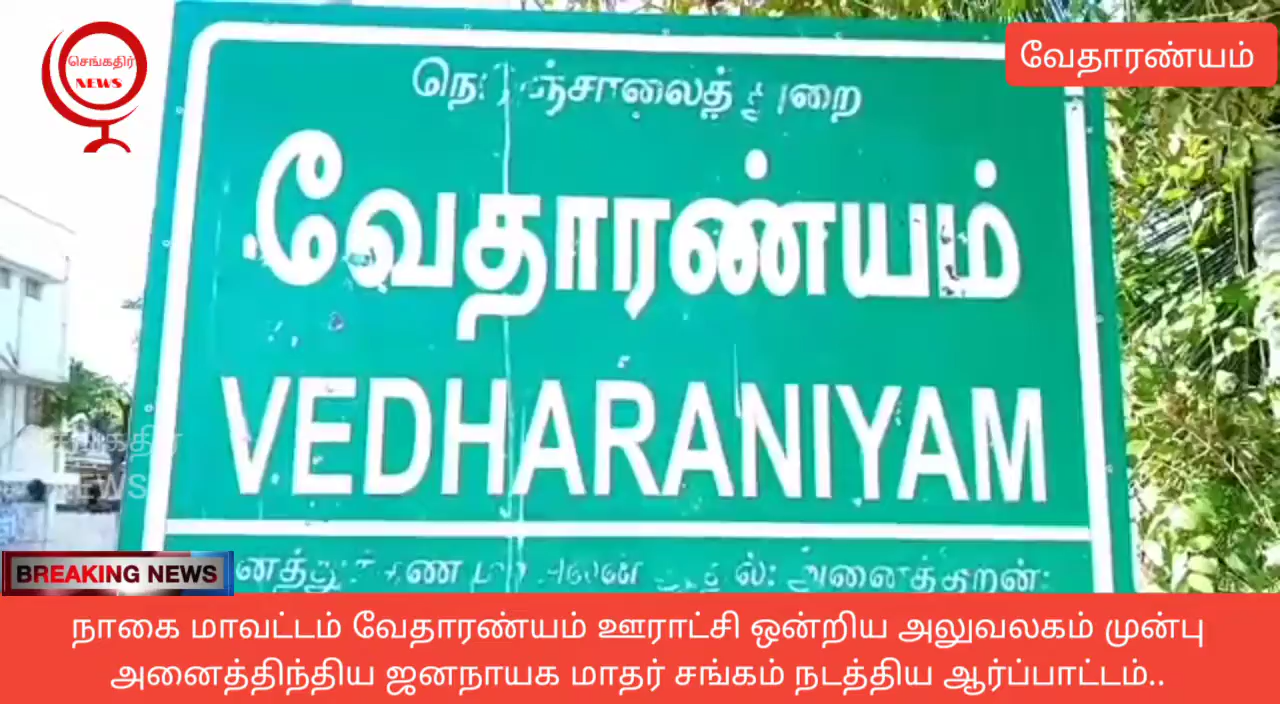 செங்கதிர்
NEWS
வேதாரண்யம்
வேதாரண்யம்
VEDHARANIYAM
NEWS
BREAKING NEWS
நாகை மாவட்டம் வேதாரண்யம் ஊராட்சி ஒன்றிய அலுவலகம் முன்பு
அனைத்திந்திய ஜனநாயக மாதர் சங்கம் நடத்திய ஆர்ப்பாட்டம்..